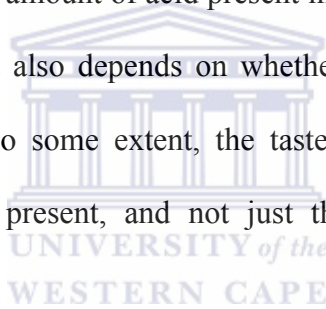 amount of acid present in
also depends on whethe
o some extent, the taste
present, and not just th
UNIVERSITY of the
WESTERN CAPE